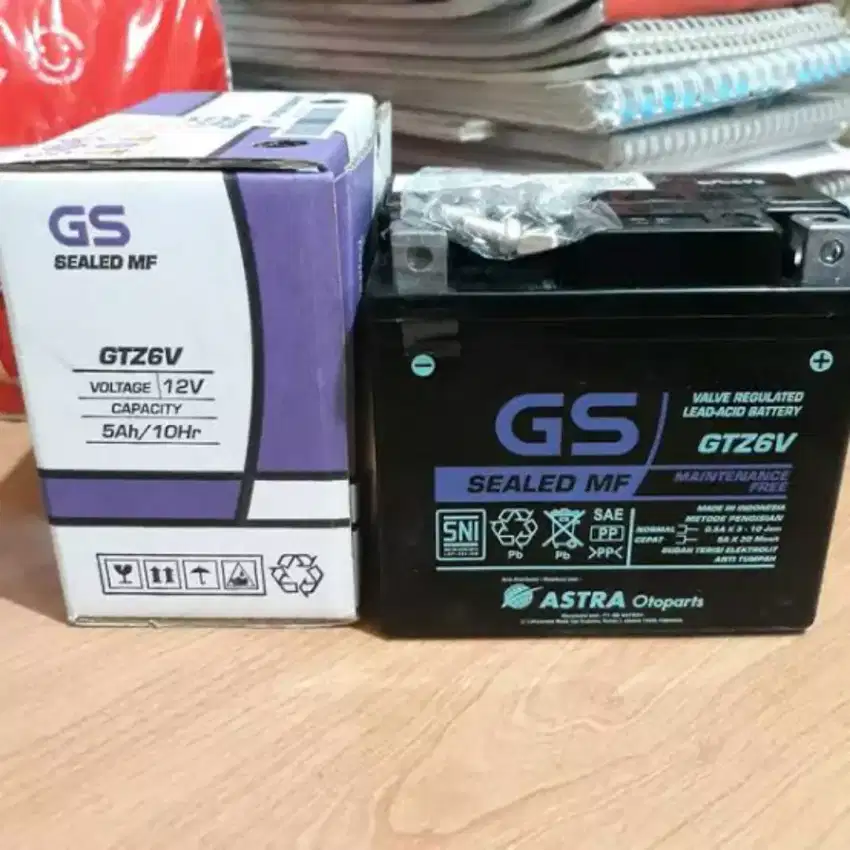 GS
SEALED MF
GTZ6V
VOLTAGE 12V
CAPACITY
5Ah/10Hr
GS
SEALED MF
VALVE REGULATED
LEAD-ACID BATTERY
GTZ6V
MAINTENANCE
FREE
MADE IN INDONESIA
METODE PENGISIAN
NORMAL 0.5A X 5 - 10 Jam
CEPAT 5A X 30 Menit
SUDAH TERISI ELEKTROLIT
ANTI TUMPAH
SNI
Pb
Pb
SAE
PP
>PP<
ASTRA Otoparts